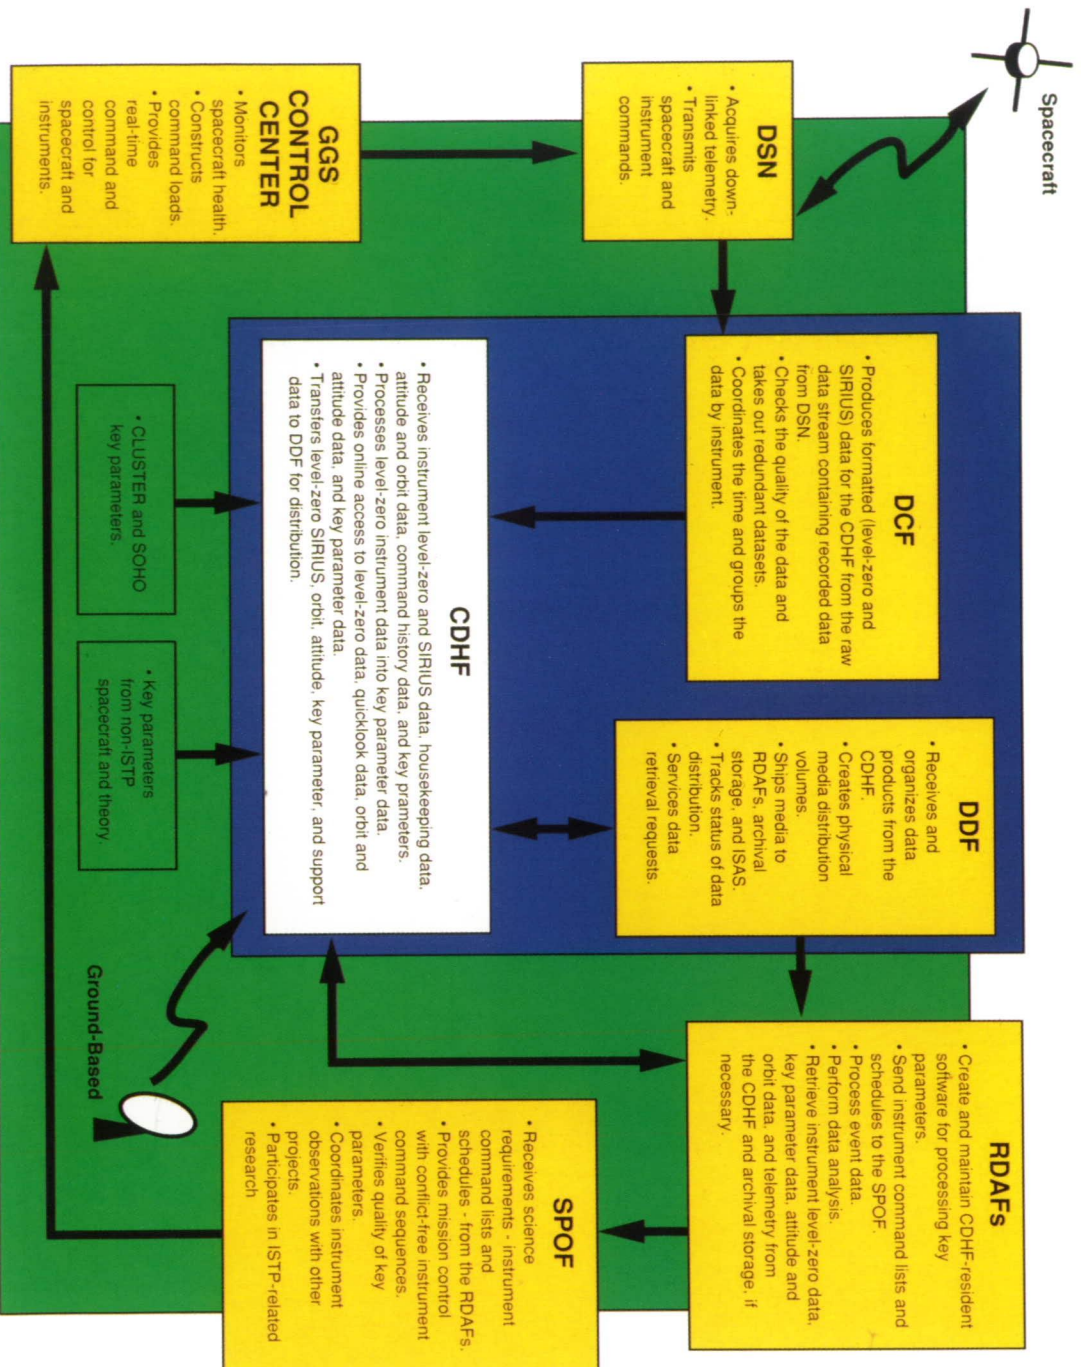 Spacecraft
DSN
• Acquires down-
linked telemetry.
• Transmits
spacecraft and
instrument
commands.
GGS
CONTROL
CENTER
• Monitors
spacecraft health.
• Constructs
command loads.
• Provides
real-time
command and
control for
spacecraft and
instruments.
DCF
• Produces formatted (level-zero and
SIRIUS) data for the CDHF from the raw
data stream containing recorded data
from DSN.
• Checks the quality of the data and
takes out redundant datasets.
• Coordinates the time and groups the
data by instrument.
DDF
• Receives and
organizes data
products from the
CDHF.
• Creates physical
media distribution
volumes.
• Ships media to
RDAFs, archival
storage, and ISAS.
• Tracks status of data
distribution.
• Services data
retrieval requests.
CDHF
• Receives instrument level-zero and SIRIUS data, housekeeping data,
attitude and orbit data, command history data, and key prameters.
• Processes level-zero instrument data into key parameter data.
• Provides online access to level-zero data, quicklook data, orbit and
attitude data, and key parameter data.
• Transfers level-zero SIRIUS, orbit, attitude, key parameter, and support
data to DDF for distribution.
• CLUSTER and SOHO
key parameters.
• Key parameters
from non-ISTP
spacecraft and theory.
Ground-Based
RDAFs
• Create and maintain CDHF-resident
software for processing key
parameters.
• Send instrument command lists and
schedules to the SPOF.
• Process event data.
• Perform data analysis.
• Retrieve instrument level-zero data,
key parameter data, attitude and
orbit data, and telemetry from
the CDHF and archival storage, if
necessary.
SPOF
• Receives science
requirements - instrument
command lists and
schedules - from the RDAFs.
• Provides mission control
with conflict-free instrument
command sequences.
• Verifies quality of key
parameters.
• Coordinates instrument
observations with other
projects.
• Participates in ISTP-related
research